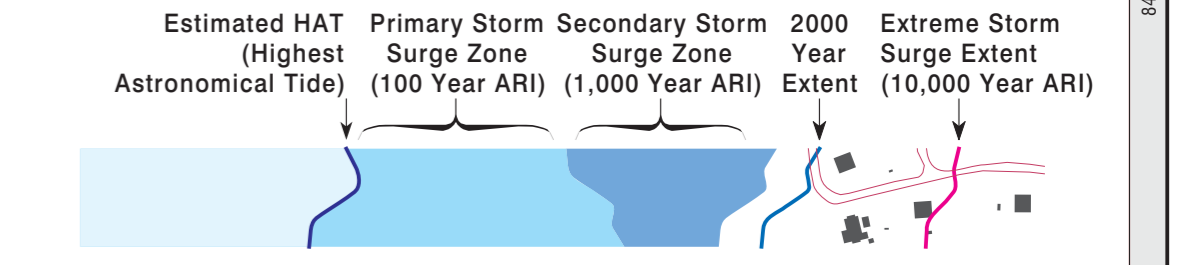 Estimated HAT
(Highest
Astronomical Tide)
Primary Storm
Surge Zone
(100 Year ARI)
Secondary Storm
Surge Zone
(1,000 Year ARI)
2000
Year
Extent
Extreme Storm
Surge Extent
(10,000 Year ARI)
84